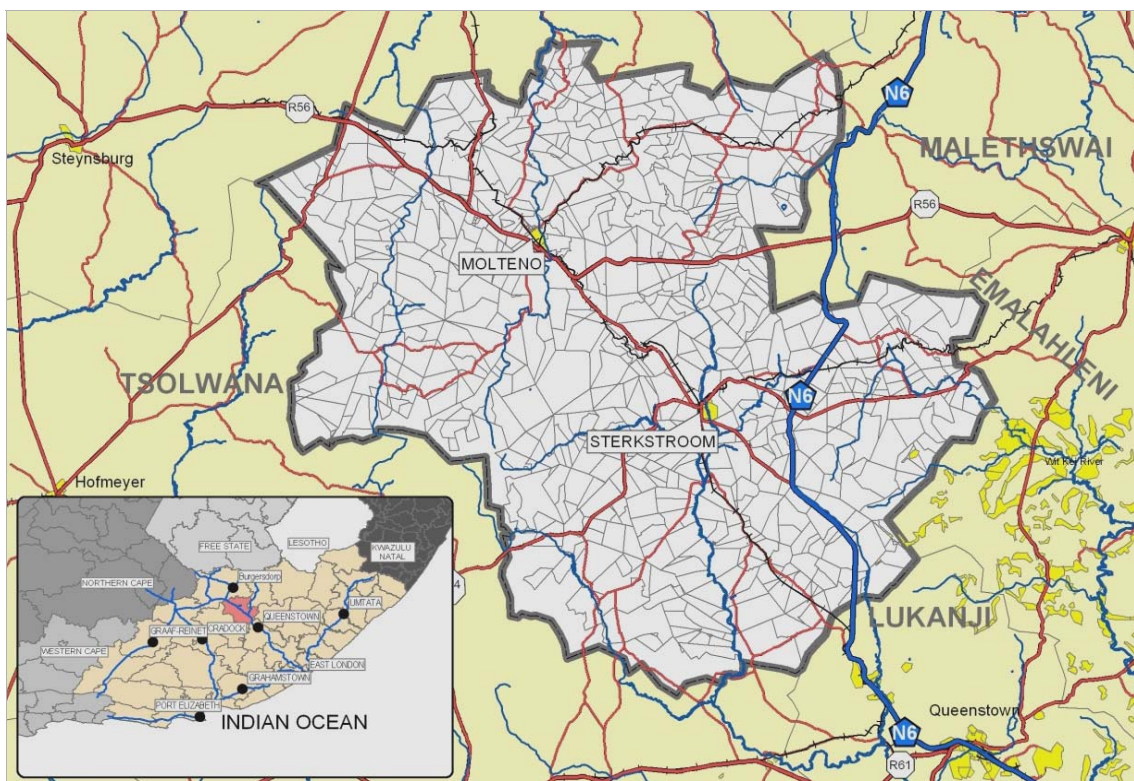 N6
R56
MALETHSWAI
Steynsburg
R56
MOLTENO
EMALAHLENI
TSOLWANA
N6
STERKSTROOM
Wit Kei River
Hofmeyer
LESOTHO
FREE STATE
KWAZULU
NATAL
NORTHERN CAPE
Burgersdorp
UMTATA
QUEENSTOWN
GRAAF-REINET
CRADOCK
WESTERN CAPE
EAST LONDON
GRAHAMSTOWN
PORT ELIZABETH
INDIAN OCEAN
LUKANJI
Queenstown
N6
R61